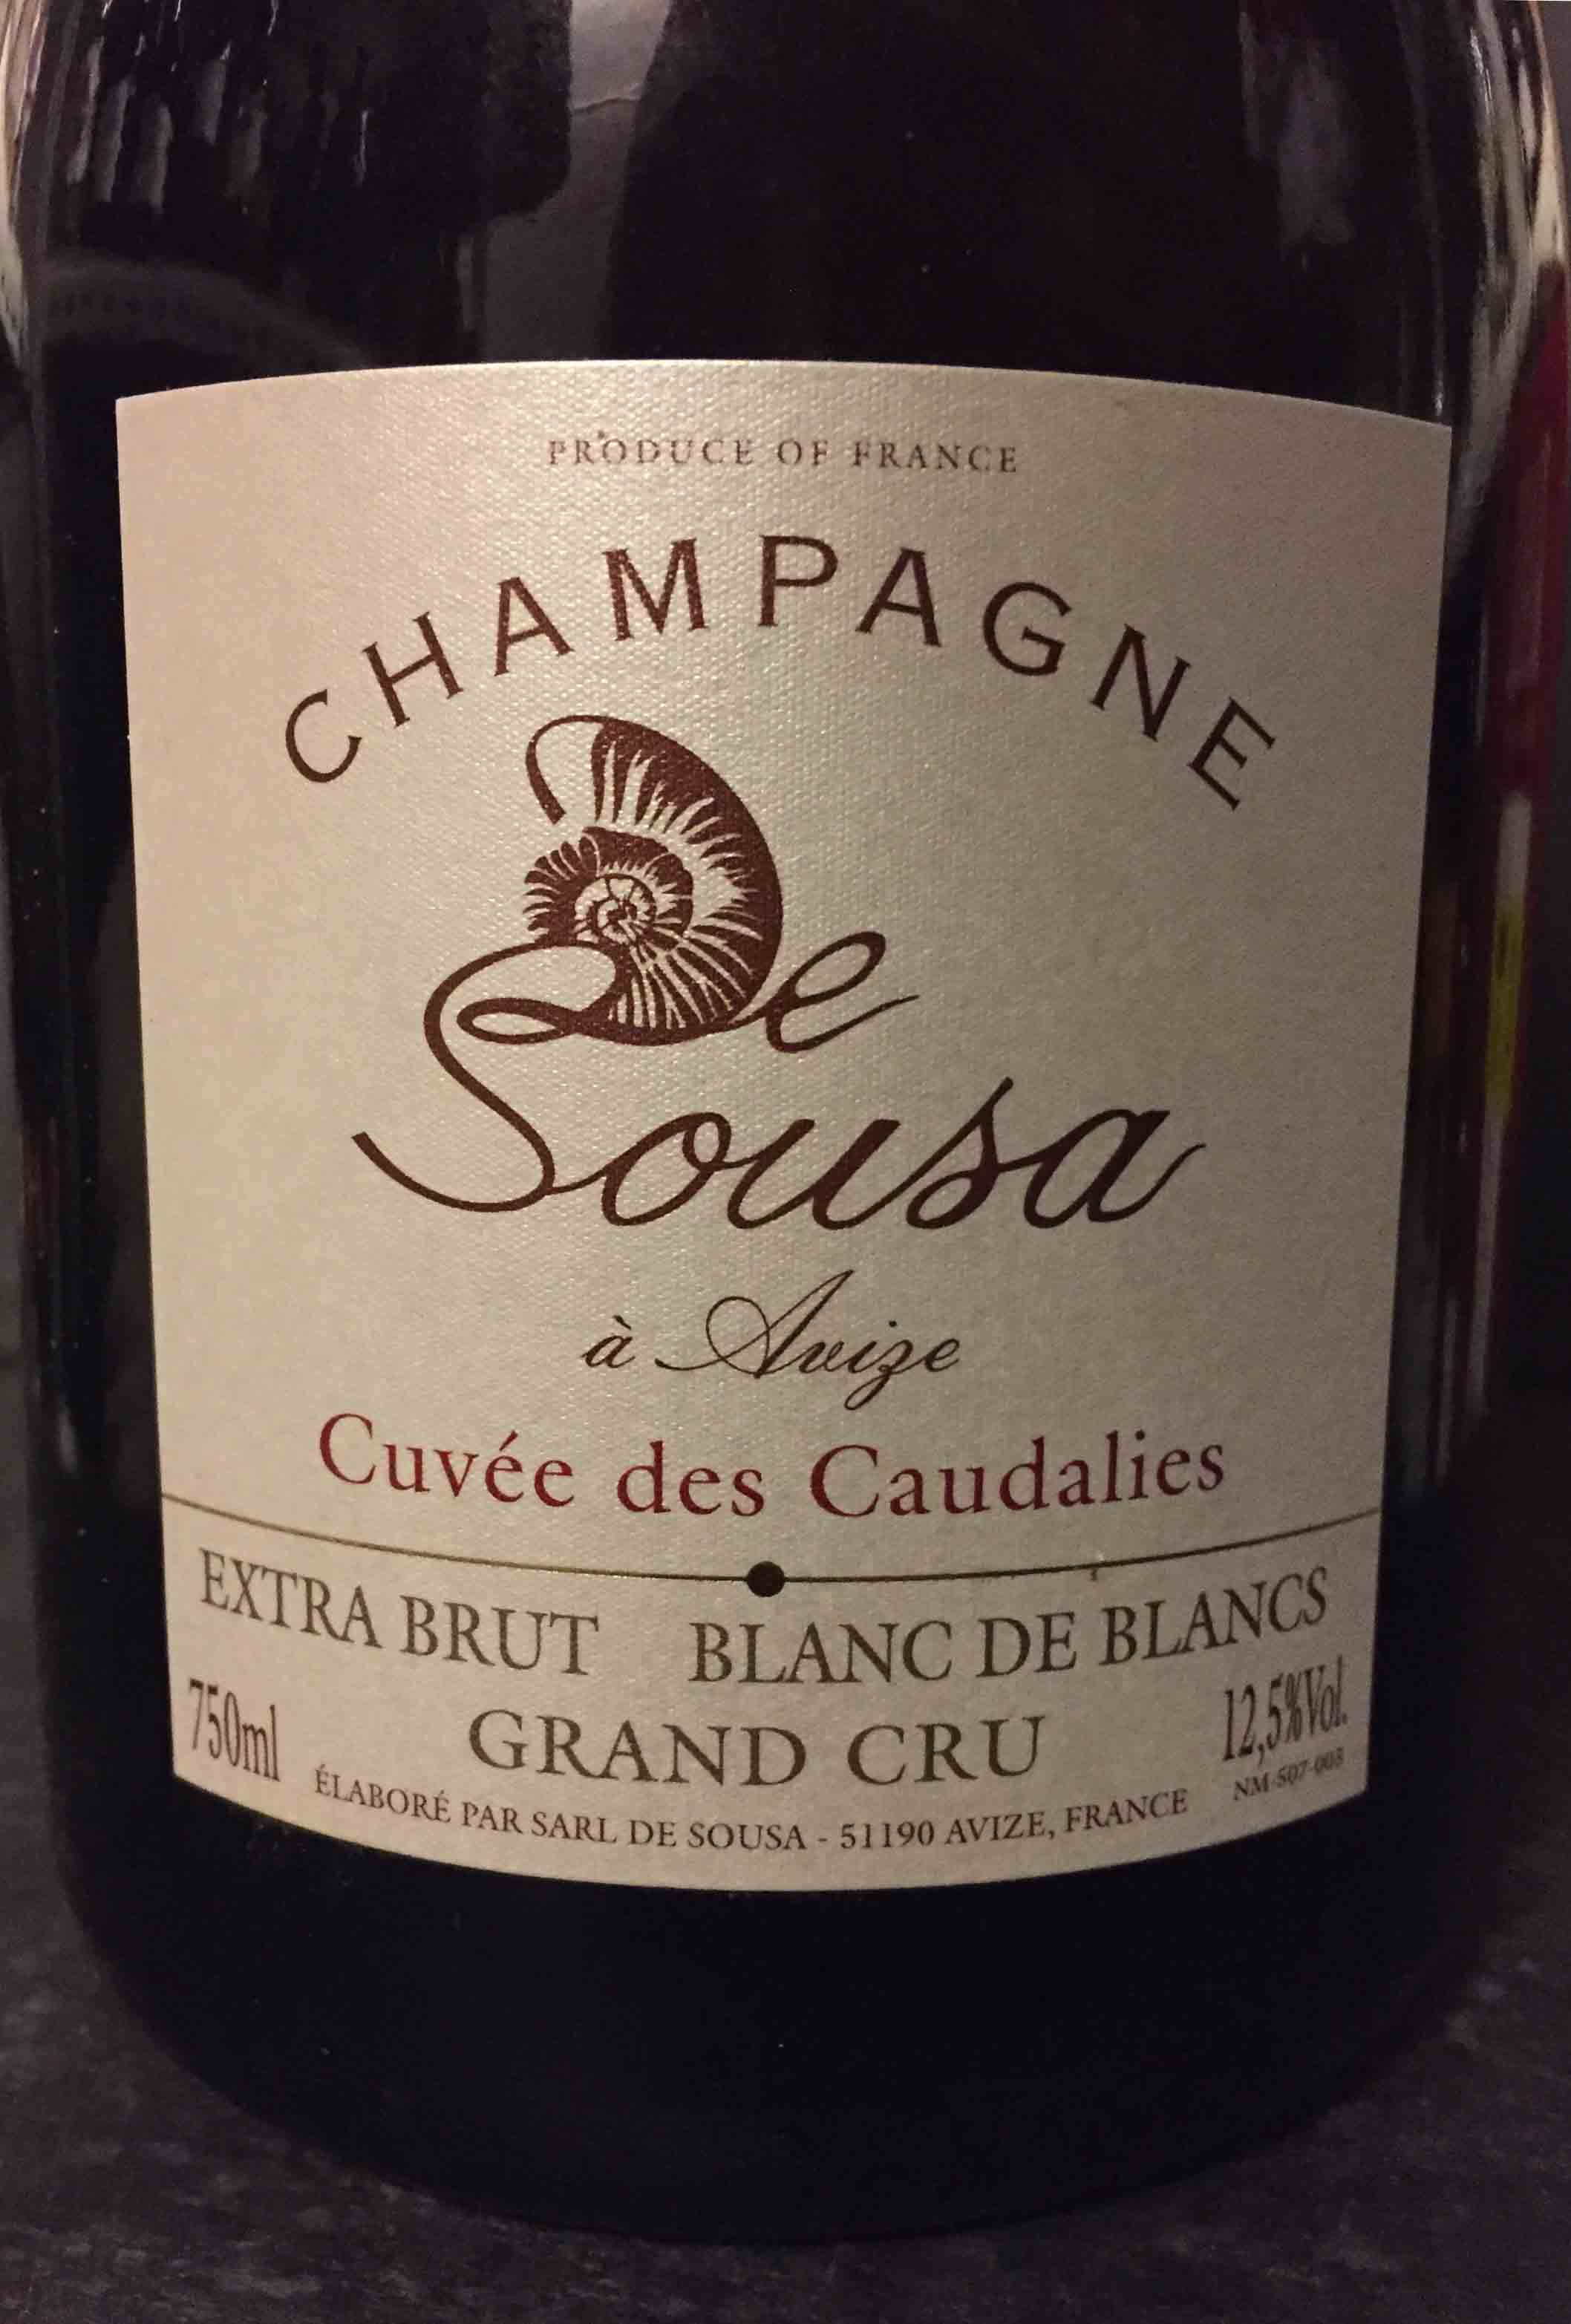 PRODUCE OF FRANCE
CHAMPAGNE
De
Sousa
à Avize
Cuvée des Caudalies
EXTRA BRUT BLANC DE BLANCS
750ml GRAND CRU 12,5%Vol.
ÉLABORÉ PAR SARL DE SOUSA - 51190 AVIZE, FRANCE NM-507-003